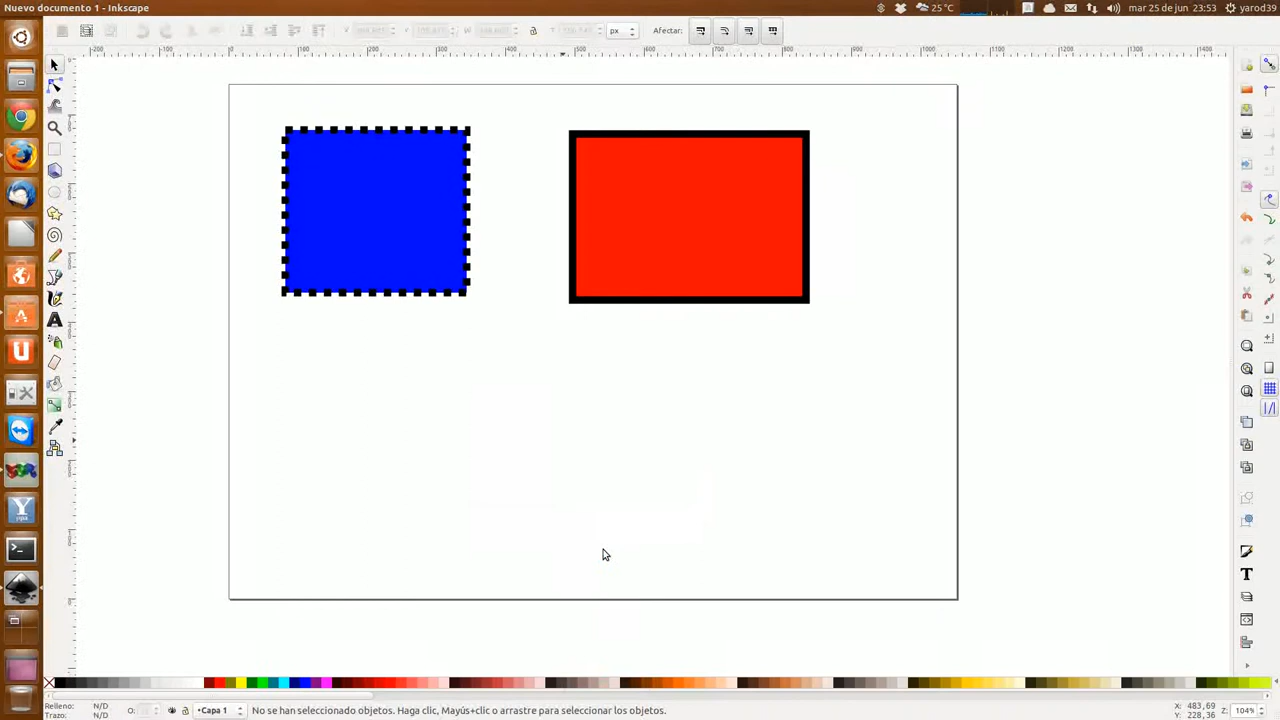 Nuevo documento 1 - Inkscape
25°C
mar 25 de jun 23:53
yarod39
px
Afectar:
Relleno: N/D
Trazo: N/D
O:
•Capa 1
No se han seleccionado objetos. Haga clic, Mayús+clic o arrastre para seleccionar los objetos.
X: 483,69
Y: 228,36
Z: 104%